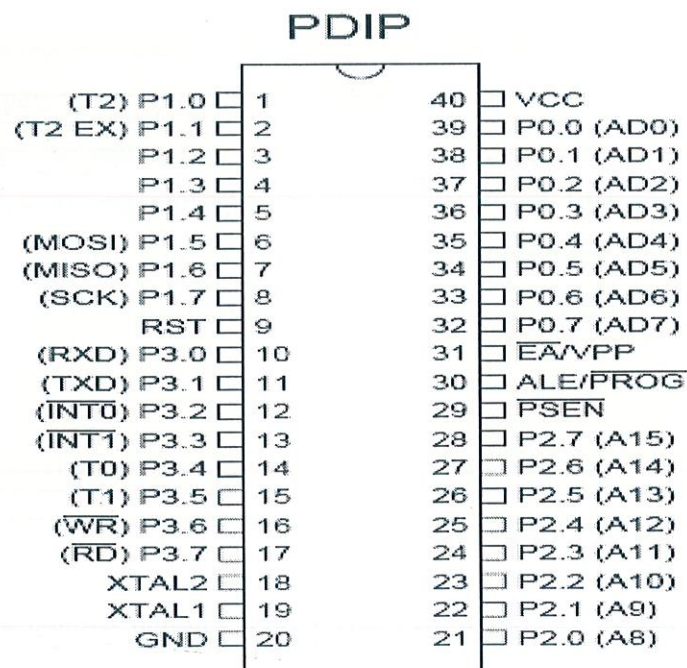 PDIP
(T2) P1.0 1 40 VCC
(T2 EX) P1.1 2 39 P0.0 (AD0)
P1.2 3 38 P0.1 (AD1)
P1.3 4 37 P0.2 (AD2)
P1.4 5 36 P0.3 (AD3)
(MOSI) P1.5 6 35 P0.4 (AD4)
(MISO) P1.6 7 34 P0.5 (AD5)
(SCK) P1.7 8 33 P0.6 (AD6)
RST 9 32 P0.7 (AD7)
(RXD) P3.0 10 31 E̅A̅/VPP
(TXD) P3.1 11 30 ALE/P̅R̅O̅G̅
(I̅N̅T̅0̅) P3.2 12 29 P̅S̅E̅N̅
(I̅N̅T̅1̅) P3.3 13 28 P2.7 (A15)
(T0) P3.4 14 27 P2.6 (A14)
(T1) P3.5 15 26 P2.5 (A13)
(W̅R̅) P3.6 16 25 P2.4 (A12)
(R̅D̅) P3.7 17 24 P2.3 (A11)
XTAL2 18 23 P2.2 (A10)
XTAL1 19 22 P2.1 (A9)
GND 20 21 P2.0 (A8)